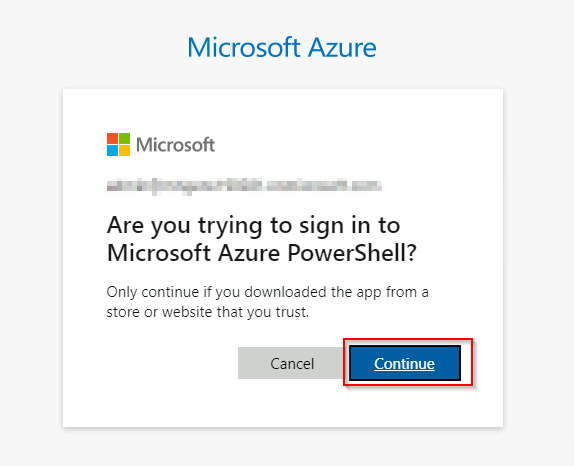 Microsoft Azure
Microsoft
Are you trying to sign in to
Microsoft Azure PowerShell?
Only continue if you downloaded the app from a
store or website that you trust.
Cancel
Continue